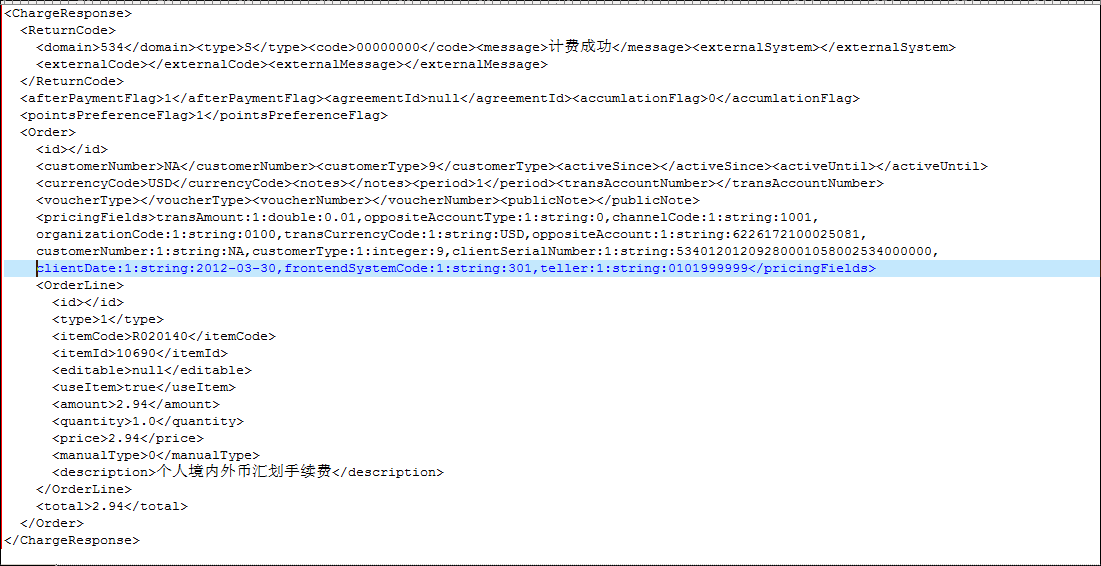 <ChargeResponse>
<ReturnCode>
<domain>534</domain><type>S</type><code>00000000</code><message>计费成功</message><externalSystem></externalSystem>
<externalCode></externalCode><externalMessage></externalMessage>
</ReturnCode>
<afterPaymentFlag>1</afterPaymentFlag><agreementId>null</agreementId><accumlationFlag>0</accumlationFlag>
<pointsPreferenceFlag>1</pointsPreferenceFlag>
<Order>
<id></id>
<customerNumber>NA</customerNumber><customerType>9</customerType><activeSince></activeSince><activeUntil></activeUntil>
<currencyCode>USD</currencyCode><notes></notes><period>1</period><transAccountNumber></transAccountNumber>
<voucherType></voucherType><voucherNumber></voucherNumber><publicNote></publicNote>
<pricingFields>transAmount:1:double:0.01,oppositeAccountType:1:string:0,channelCode:1:string:1001,
organizationCode:1:string:0100,transCurrencyCode:1:string:USD,oppositeAccount:1:string:6226172100025081,
customerNumber:1:string:NA,customerType:1:integer:9,clientSerialNumber:1:string:53401201209280001058002534000000,
clientDate:1:string:2012-03-30,frontendSystemCode:1:string:301,teller:1:string:0101999999</pricingFields>
<OrderLine>
<id></id>
<type>1</type>
<itemCode>R020140</itemCode>
<itemId>10690</itemId>
<editable>null</editable>
<useItem>true</useItem>
<amount>2.94</amount>
<quantity>1.0</quantity>
<price>2.94</price>
<manualType>0</manualType>
<description>个人境内外币汇划手续费</description>
</OrderLine>
<total>2.94</total>
</Order>
</ChargeResponse>